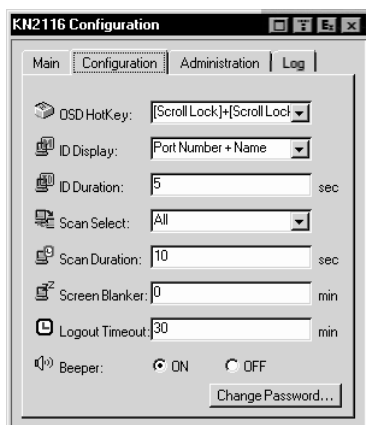 KN2116 Configuration
Main Configuration Administration Log
OSD HotKey: [Scroll Lock]+[Scroll Lock
ID Display: Port Number + Name
ID Duration: 5 sec
Scan Select: All
Scan Duration: 10 sec
Screen Blanker: 0 min
Logout Timeout: 30 min
Beeper: ON OFF
Change Password...